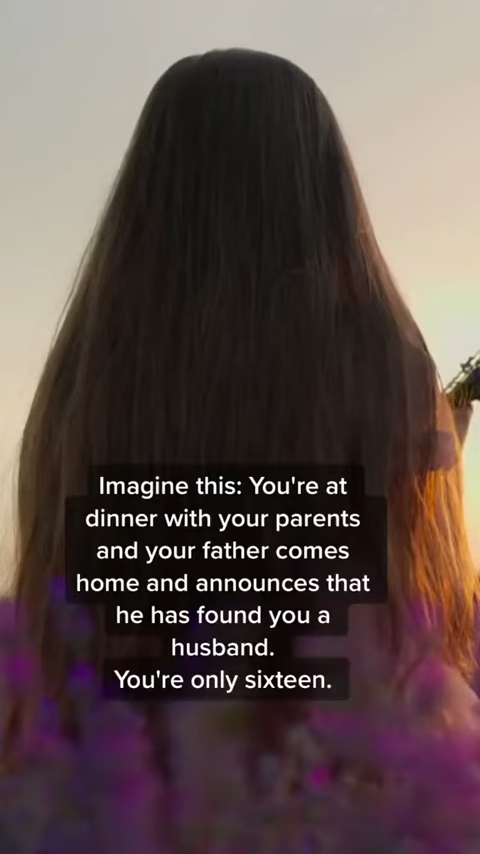 Imagine this: You're at
dinner with your parents
and your father comes
home and announces that
he has found you a
husband.
You're only sixteen.